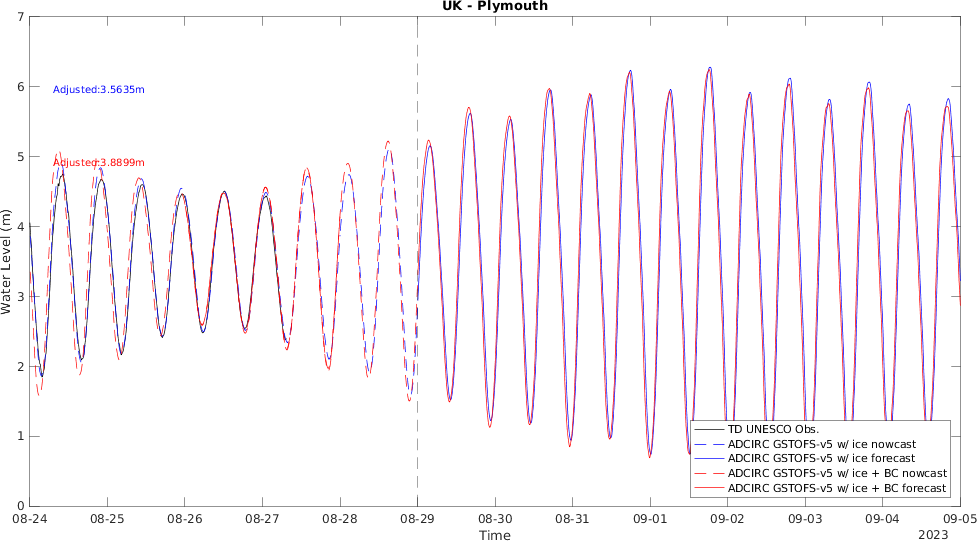 UK - Plymouth
7
6
5
4
3
2
1
0
Water Level (m)
Adjusted:3.5635m
Adjusted:3.8899m
TD UNESCO Obs.
ADCIRC GSTOFS-v5 w/ ice nowcast
ADCIRC GSTOFS-v5 w/ ice forecast
ADCIRC GSTOFS-v5 w/ ice + BC nowcast
ADCIRC GSTOFS-v5 w/ ice + BC forecast
08-24 08-25 08-26 08-27 08-28 08-29 08-30 08-31 09-01 09-02 09-03 09-04 09-05
Time
2023